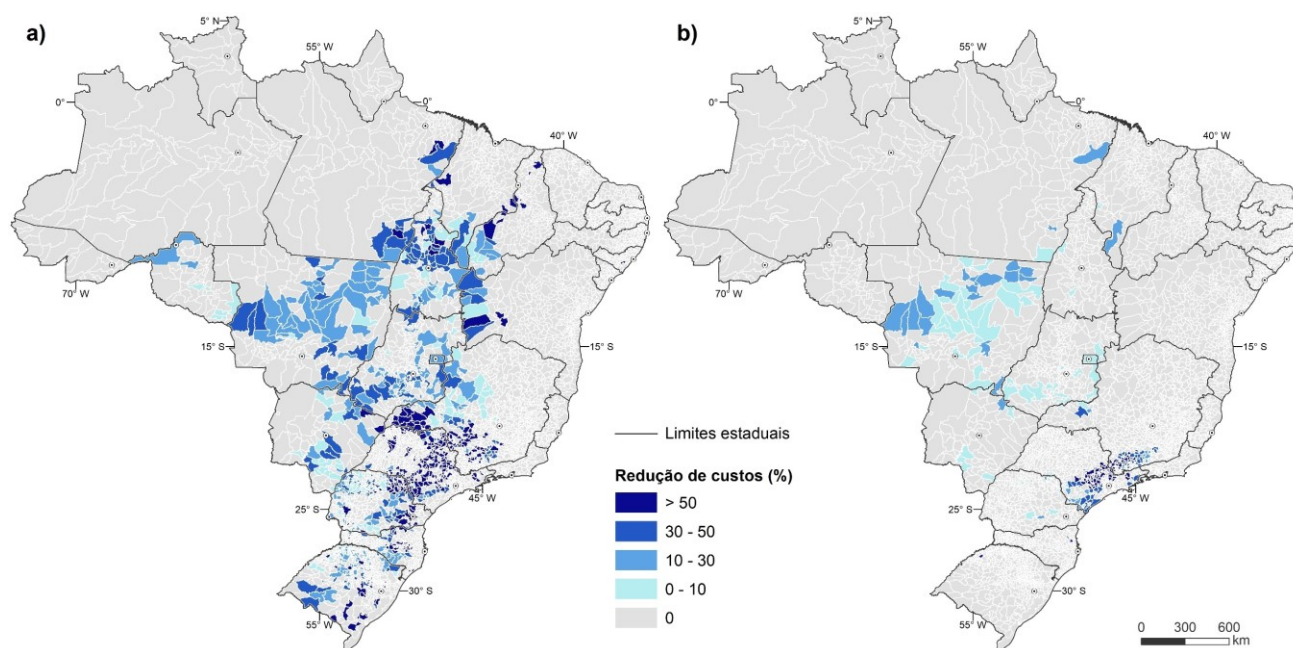 a)
5° N
55° W
0°
0°
40° W
70° W
15° S
15° S
25° S
45° W
30° S
55° W
Limites estaduais
Redução de custos (%)
> 50
30 - 50
10 - 30
0 - 10
0
b)
5° N
55° W
0°
0°
40° W
70° W
15° S
15° S
25° S
45° W
30° S
55° W
0 300 600
km